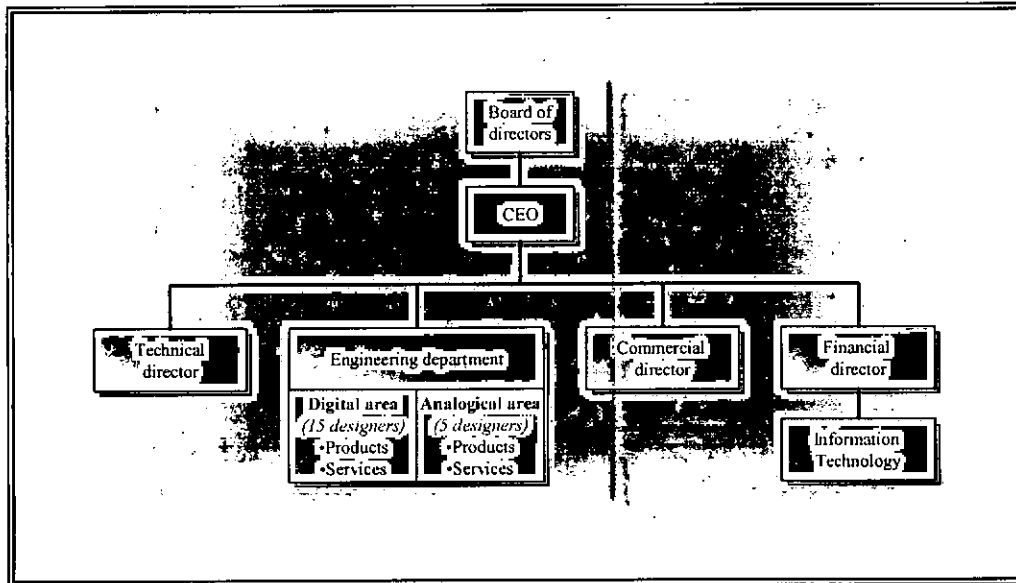 Board of
directors
CEO
Technical
director
Engineering department
Digital area
(15 designers)
•Products
•Services
Analogical area
(5 designers)
•Products
•Services
Commercial
director
Financial
director
Information
Technology